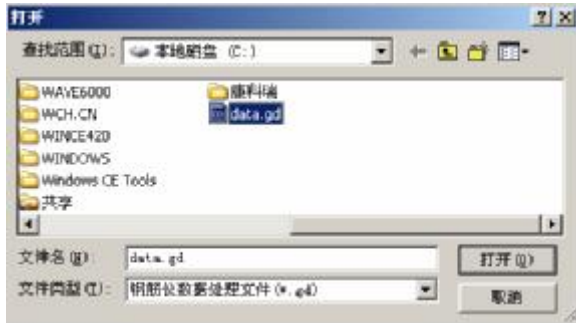 打开
查找范围(I): 本地磁盘 (C:)
WAVE6000
WCH.CN
WINCE420
WINDOWS
Windows CE Tools
共享
康科瑞
data.gd
文件名(N): data.gd 打开(O)
文件类型(T): 钢筋仪数据处理文件(*.gd) 取消